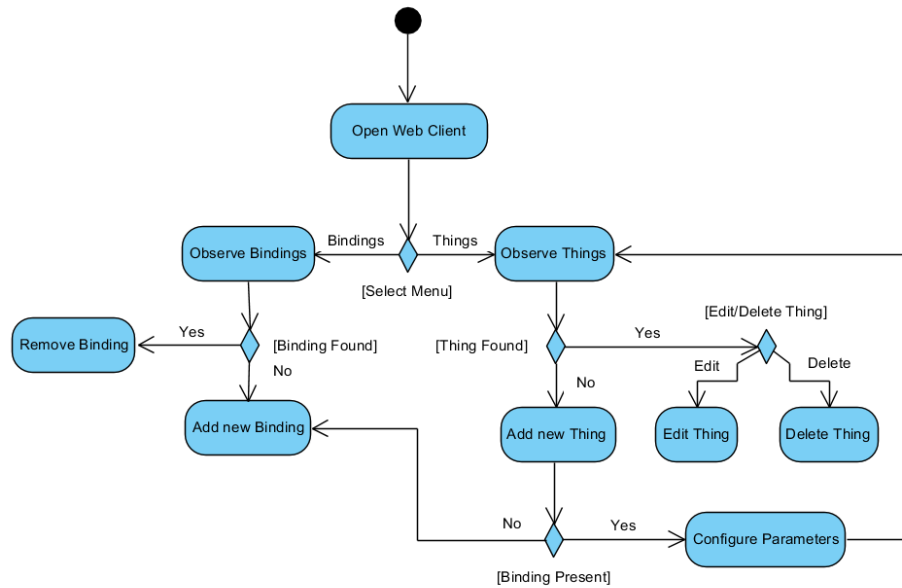 Open Web Client
Observe Bindings
Bindings
Things
Observe Things
[Select Menu]
[Edit/Delete Thing]
Remove Binding
Yes
[Binding Found]
[Thing Found]
Yes
No
Edit
Delete
No
Add new Binding
Add new Thing
Edit Thing
Delete Thing
No
Yes
Configure Parameters
[Binding Present]